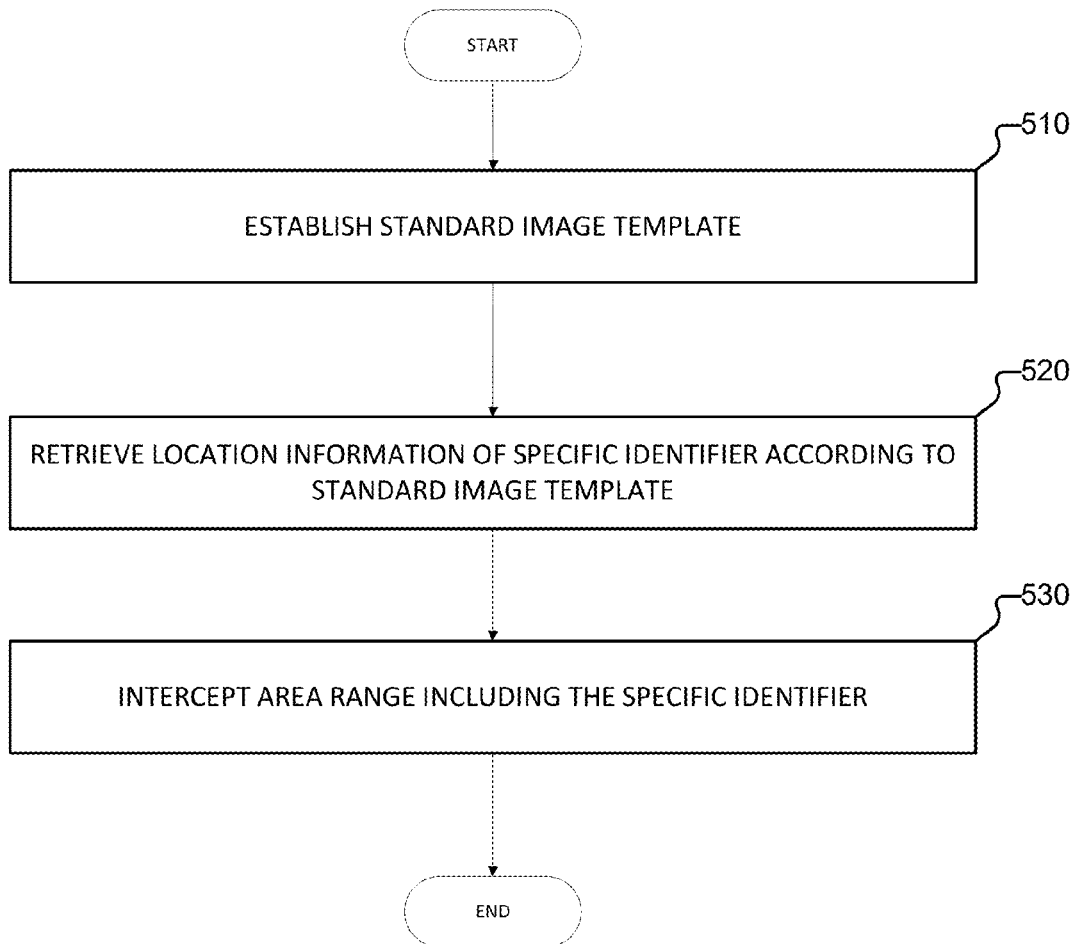 START
510
ESTABLISH STANDARD IMAGE TEMPLATE
520
RETRIEVE LOCATION INFORMATION OF SPECIFIC IDENTIFIER ACCORDING TO
STANDARD IMAGE TEMPLATE
530
INTERCEPT AREA RANGE INCLUDING THE SPECIFIC IDENTIFIER
END